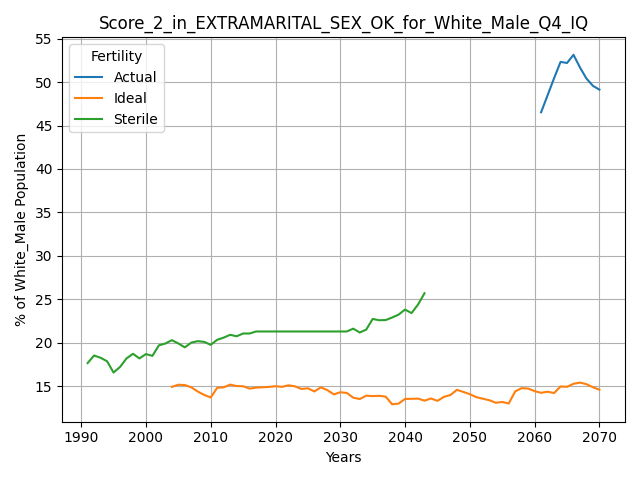 Score_2_in_EXTRAMARITAL_SEX_OK_for_White_Male_Q4_IQ
Fertility
Actual
Ideal
Sterile
% of White_Male Population
55
50
45
40
35
30
25
20
15
1990 2000 2010 2020 2030 2040 2050 2060 2070
Years